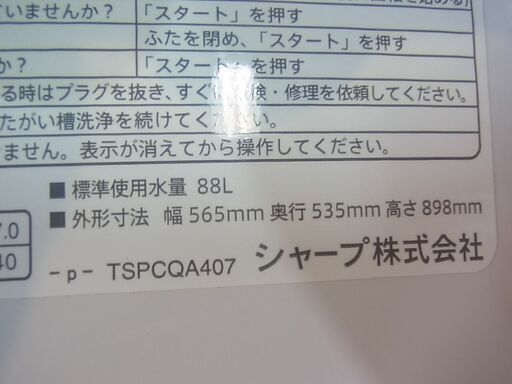 ていませんか？ 「スタート」を押す
ふたを閉め、「スタート」を押す
か？ 「スタート」を押す
る時はプラグを抜き、すぐに点検・修理を依頼してください。
たがい槽洗浄を続けてください。
ません。表示が消えてから操作してください。
■ 標準使用水量 88L
■ 外形寸法 幅 565mm 奥行 535mm 高さ 898mm
7.0
40
-p- TSPCQA407 シャープ株式会社